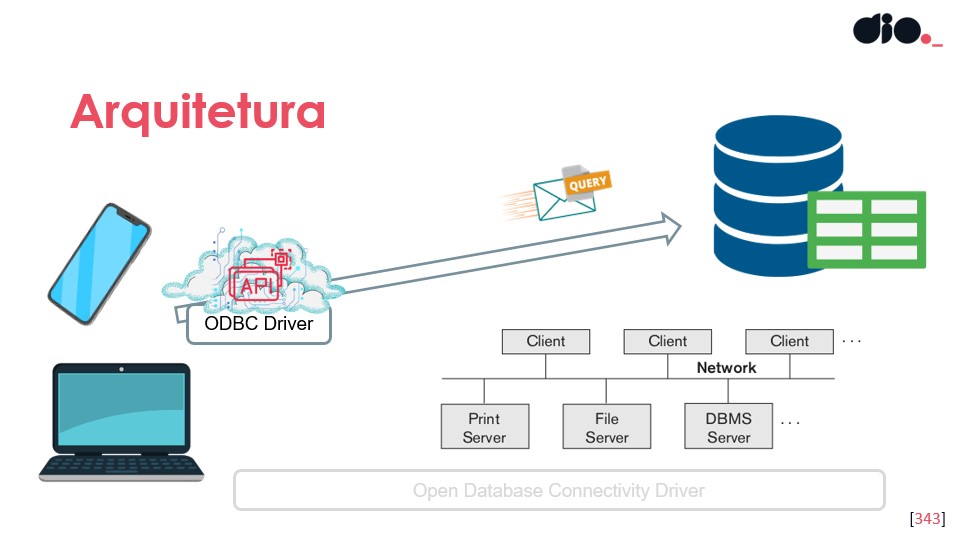 dio._
Arquitetura
QUERY
API
ODBC Driver
Client
Client
Client
. . .
Network
Print
Server
File
Server
DBMS
Server
. . .
Open Database Connectivity Driver
[343]